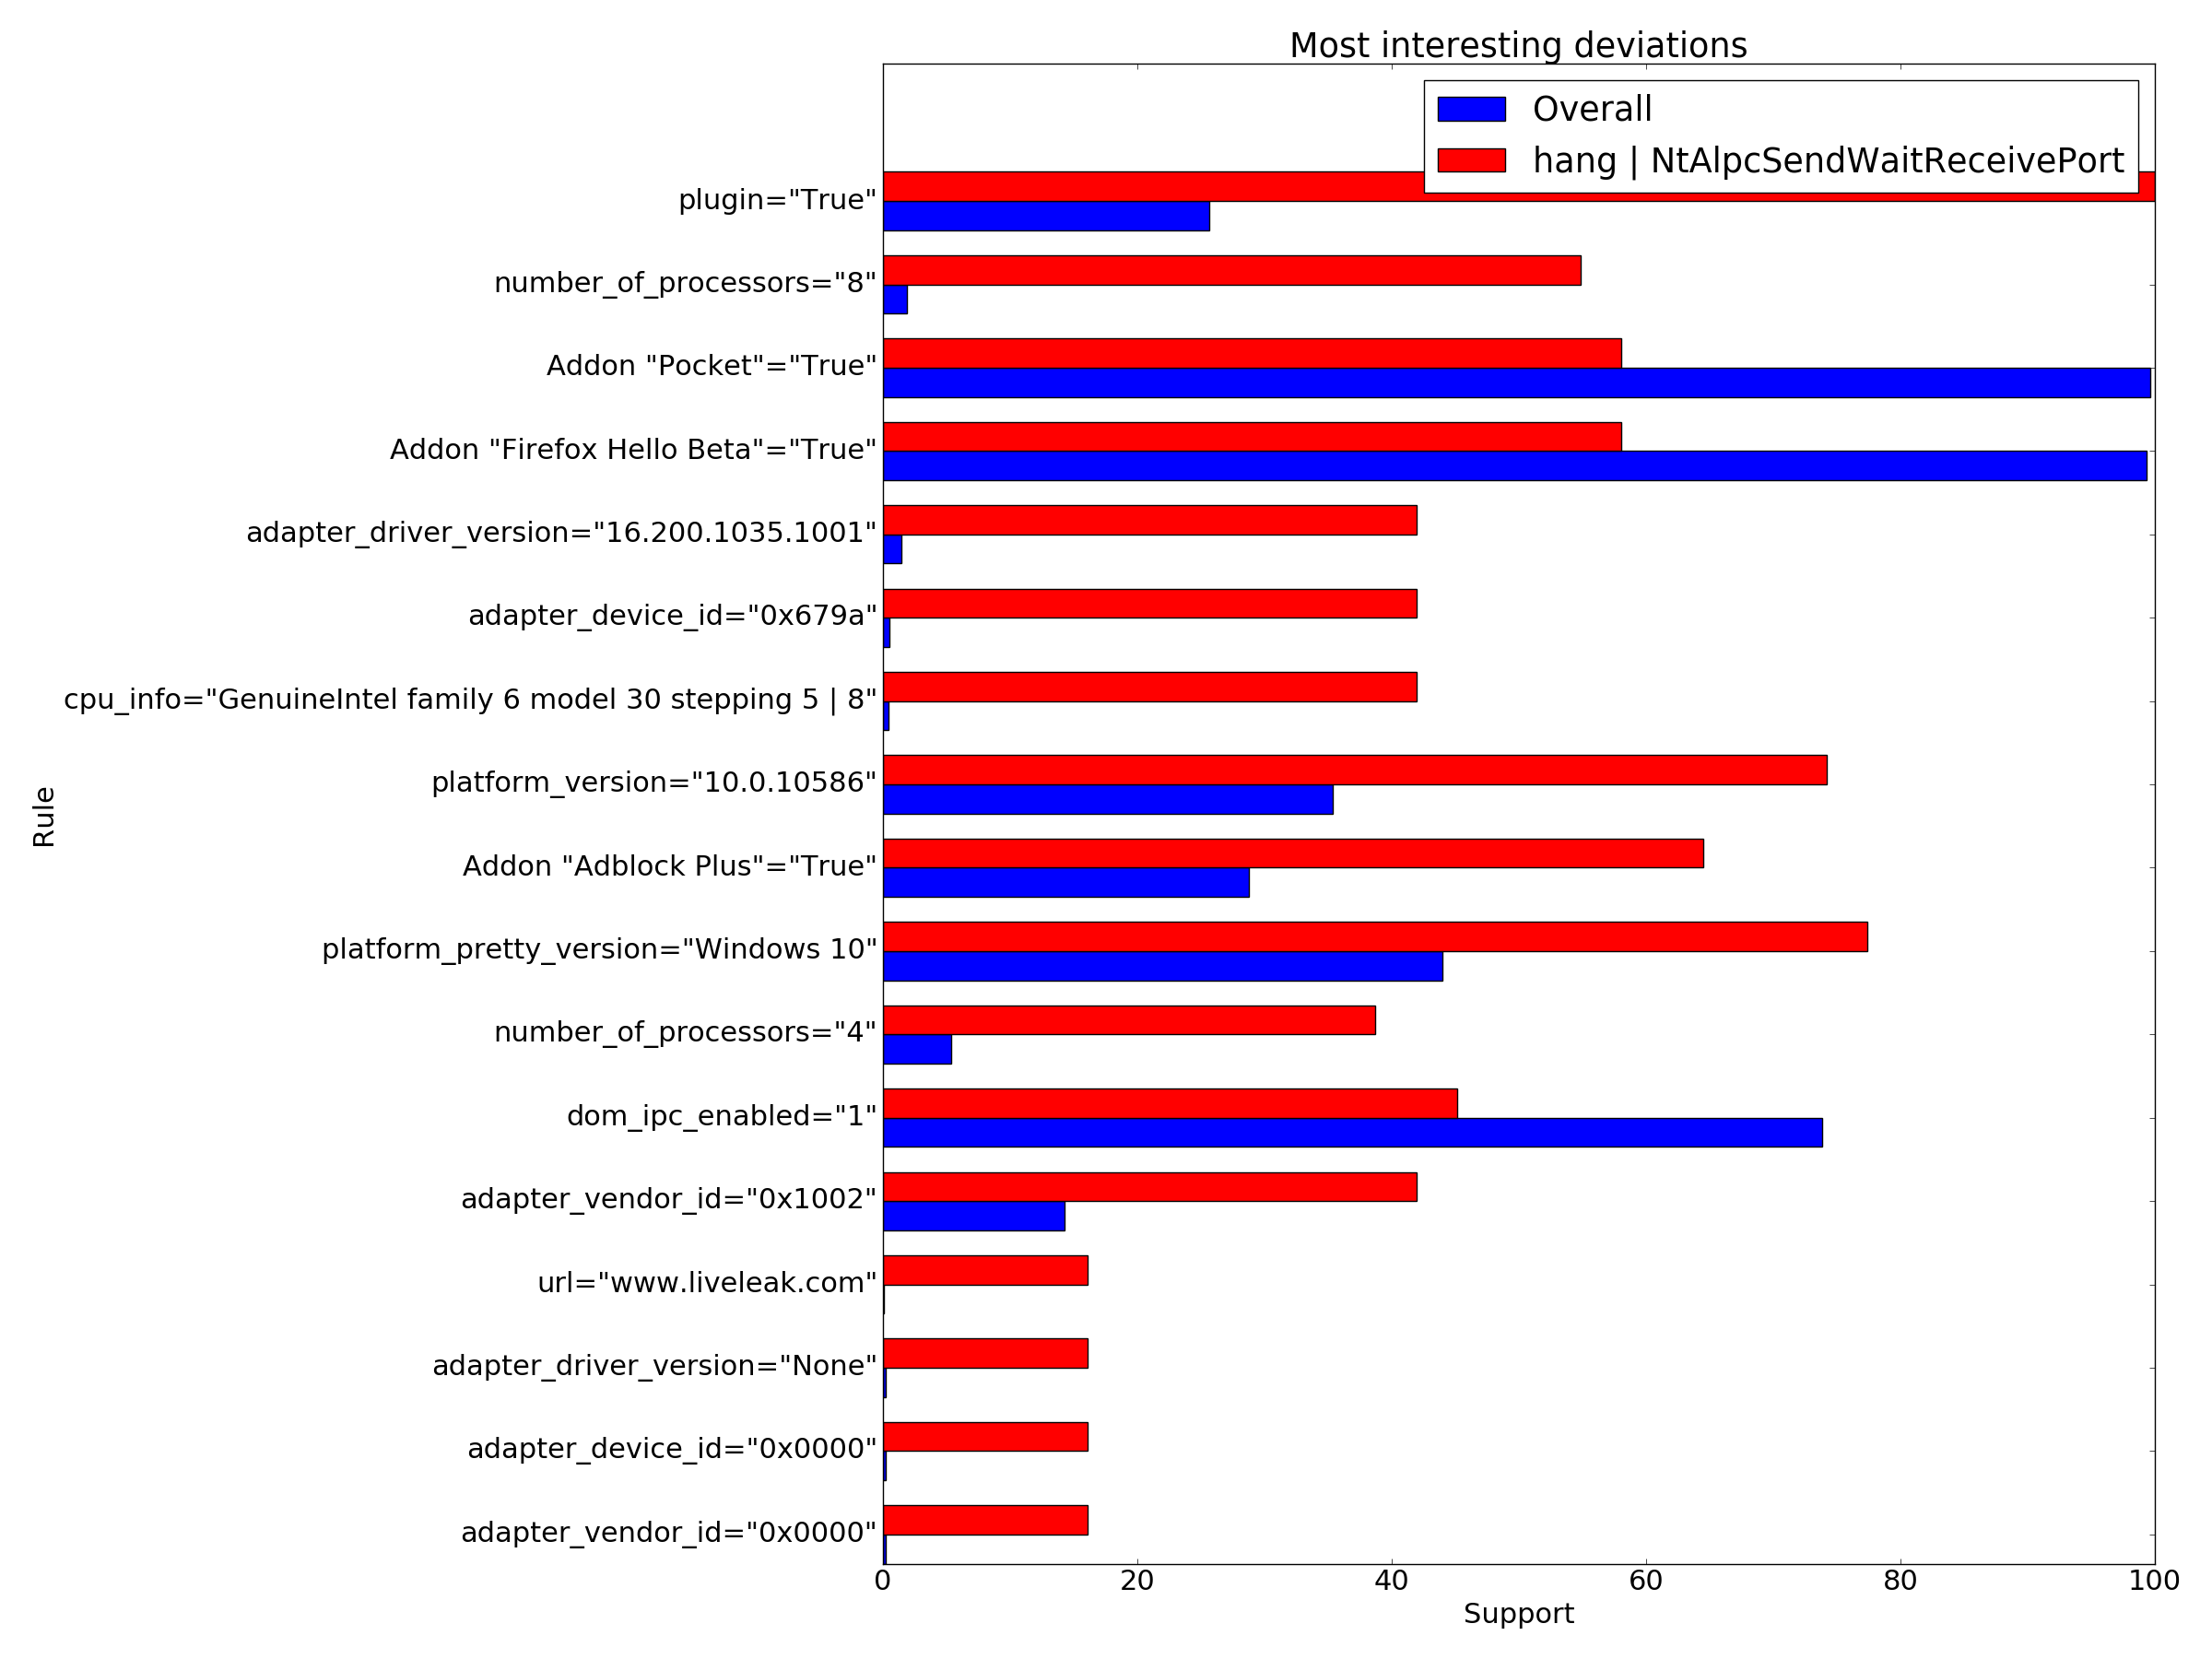 Most interesting deviations
Overall
hang | NtAlpcSendWaitReceivePort
plugin="True"
number_of_processors="8"
Addon "Pocket"="True"
Addon "Firefox Hello Beta"="True"
adapter_driver_version="16.200.1035.1001"
adapter_device_id="0x679a"
cpu_info="GenuineIntel family 6 model 30 stepping 5 | 8"
platform_version="10.0.10586"
Addon "Adblock Plus"="True"
platform_pretty_version="Windows 10"
number_of_processors="4"
dom_ipc_enabled="1"
adapter_vendor_id="0x1002"
url="www.liveleak.com"
adapter_driver_version="None"
adapter_device_id="0x0000"
adapter_vendor_id="0x0000"
Rule
0 20 40 60 80 100
Support